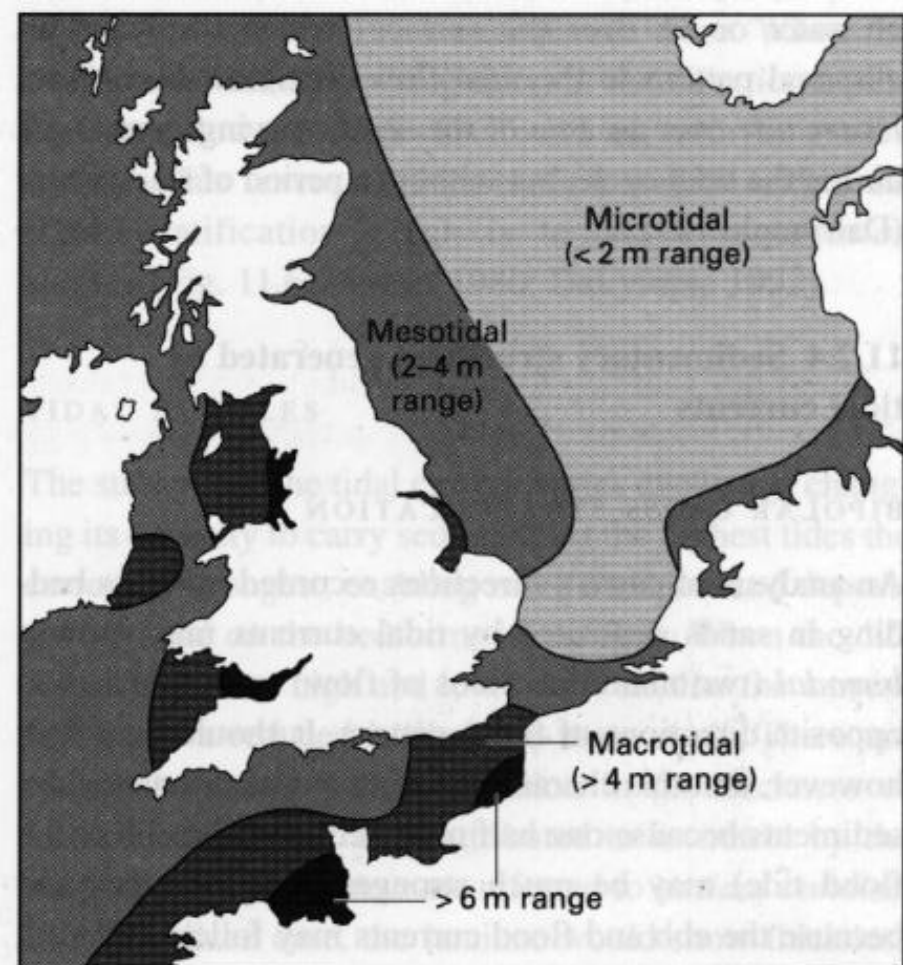 Microtidal
(< 2 m range)
Mesotidal
(2–4 m
range)
Macrotidal
(> 4 m range)
> 6 m range